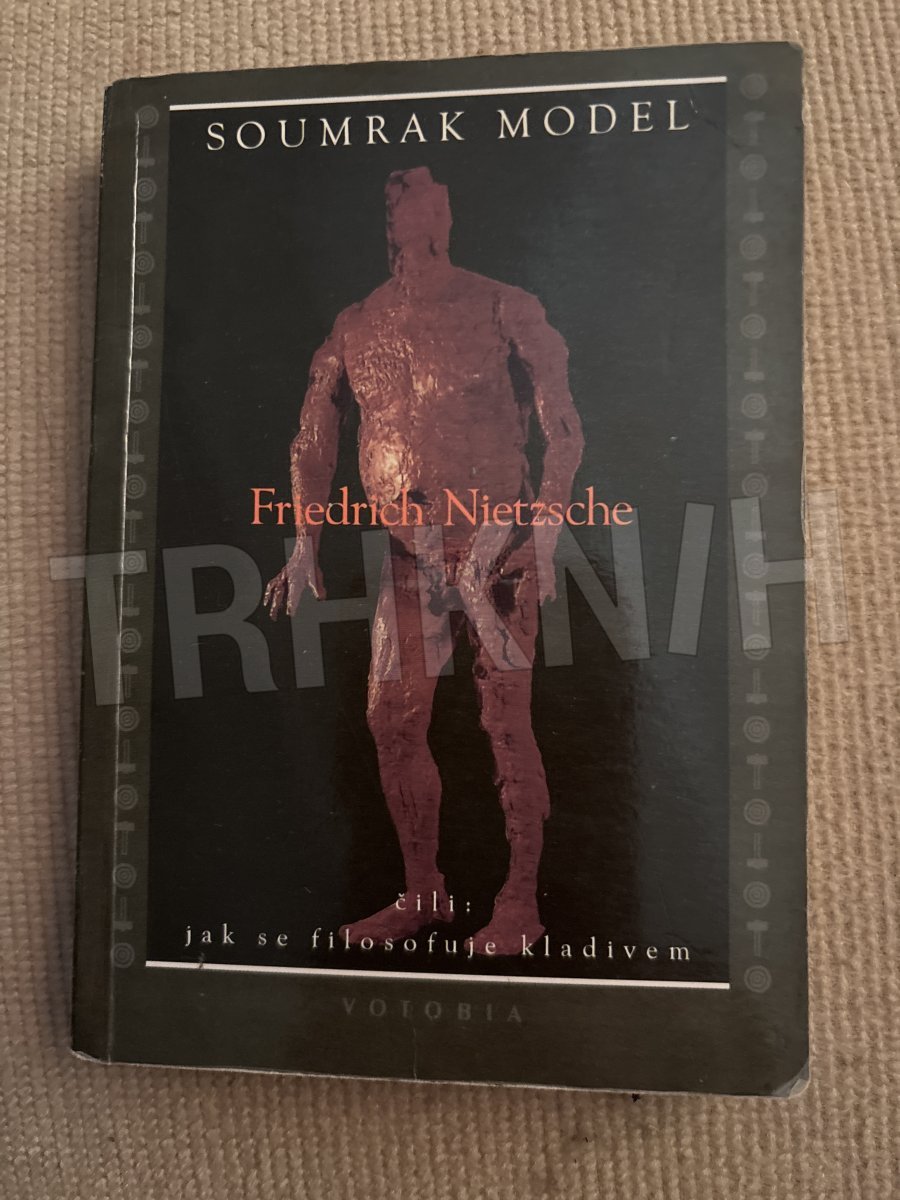 SOUMRAK MODEL
Friedrich Nietzsche
TRHKNIH
čili:
jak se filosofuje kladivem
VOTOBIA